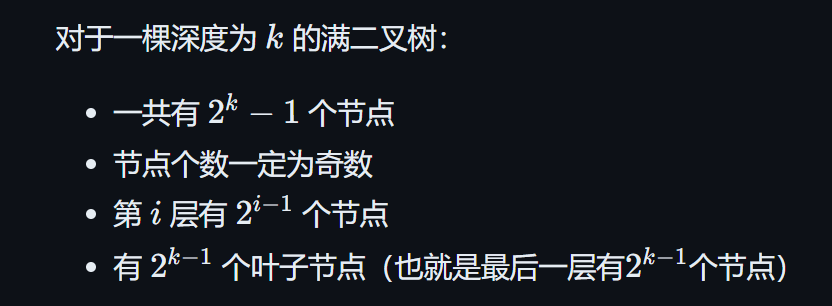 对于一棵深度为 k 的满二叉树：
• 一共有 2^k − 1 个节点
• 节点个数一定为奇数
• 第 i 层有 2^{i−1} 个节点
• 有 2^{k−1} 个叶子节点（也就是最后一层有2^{k−1}个节点）